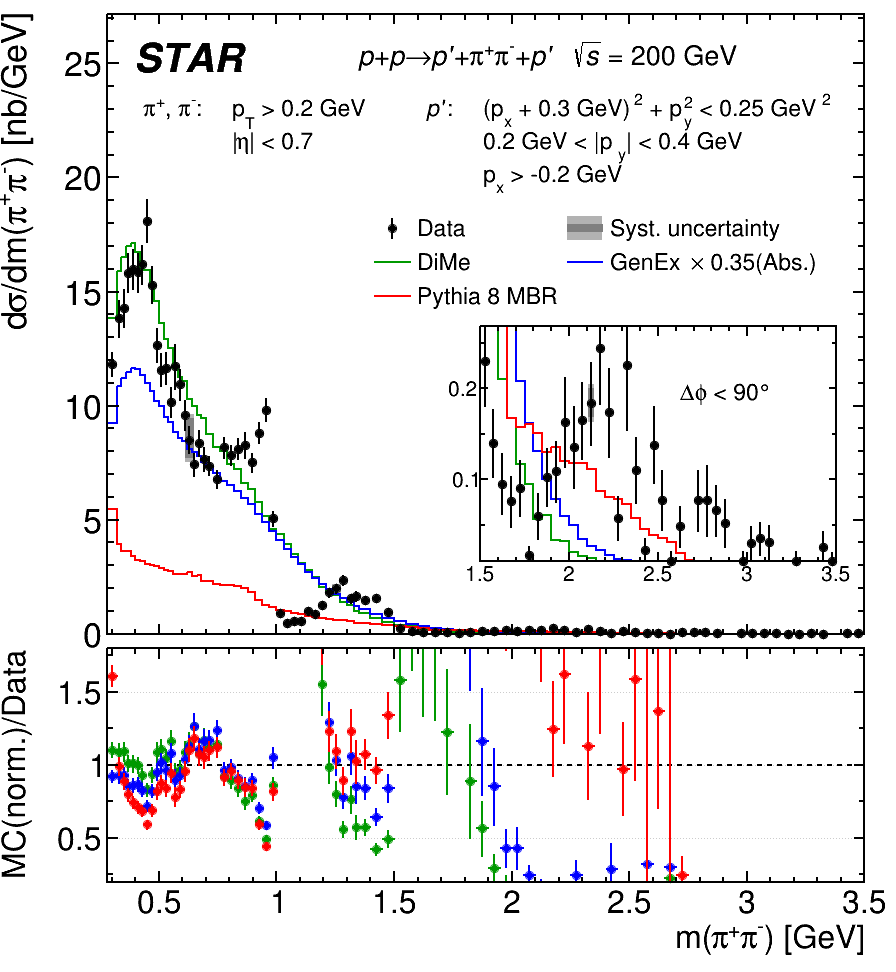 STAR p+p→p′+π⁺π⁻+p′ √s = 200 GeV
π⁺, π⁻: p_T > 0.2 GeV p′: (p_x + 0.3 GeV)² + p_y² < 0.25 GeV²
|η| < 0.7 0.2 GeV < |p_y| < 0.4 GeV
p_x > -0.2 GeV
Data Syst. uncertainty
DiMe GenEx × 0.35(Abs.)
Pythia 8 MBR
dσ/dm(π⁺π⁻) [nb/GeV]
25
20
15
10
5
0
Δϕ < 90°
0.2
0.1
1.5 2 2.5 3 3.5
MC(norm.)/Data
1.5
1
0.5
0.5 1 1.5 2 2.5 3 3.5
m(π⁺π⁻) [GeV]